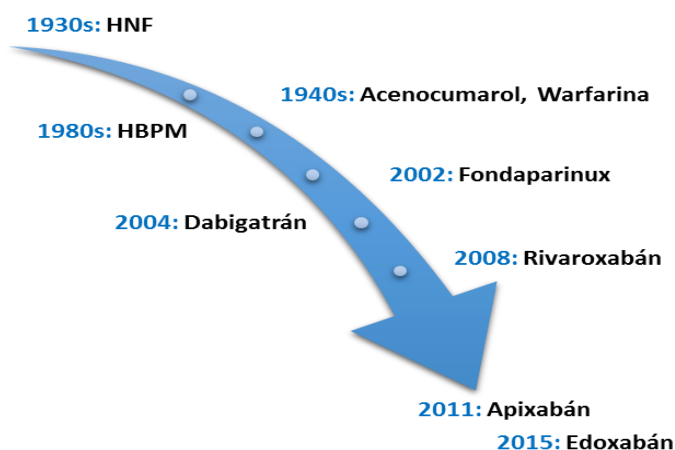 1930s: HNF
1940s: Acenocumarol, Warfarina
1980s: HBPM
2002: Fondaparinux
2004: Dabigatrán
2008: Rivaroxabán
2011: Apixabán
2015: Edoxabán